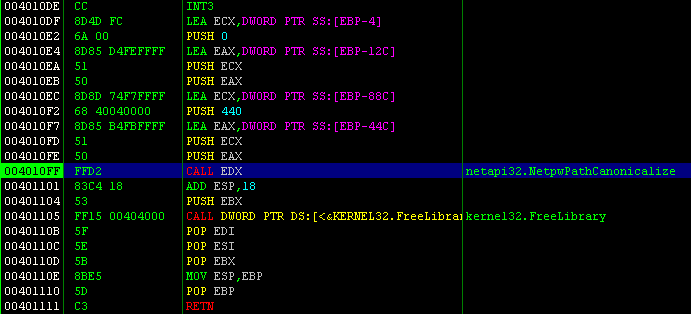 004010DE CC INT3
004010DF 8D4D FC LEA ECX,DWORD PTR SS:[EBP-4]
004010E2 6A 00 PUSH 0
004010E4 8D85 D4FEFFFF LEA EAX,DWORD PTR SS:[EBP-12C]
004010EA 51 PUSH ECX
004010EB 50 PUSH EAX
004010EC 8D8D 74F7FFFF LEA ECX,DWORD PTR SS:[EBP-88C]
004010F2 68 40040000 PUSH 440
004010F7 8D85 B4FBFFFF LEA EAX,DWORD PTR SS:[EBP-44C]
004010FD 51 PUSH ECX
004010FE 50 PUSH EAX
004010FF FFD2 CALL EDX netapi32.NetpwPathCanonicalize
00401101 83C4 18 ADD ESP,18
00401104 53 PUSH EBX
00401105 FF15 00404000 CALL DWORD PTR DS:[<&KERNEL32.FreeLibrar kernel32.FreeLibrary
0040110B 5F POP EDI
0040110C 5E POP ESI
0040110D 5B POP EBX
0040110E 8BE5 MOV ESP,EBP
00401110 5D POP EBP
00401111 C3 RETN